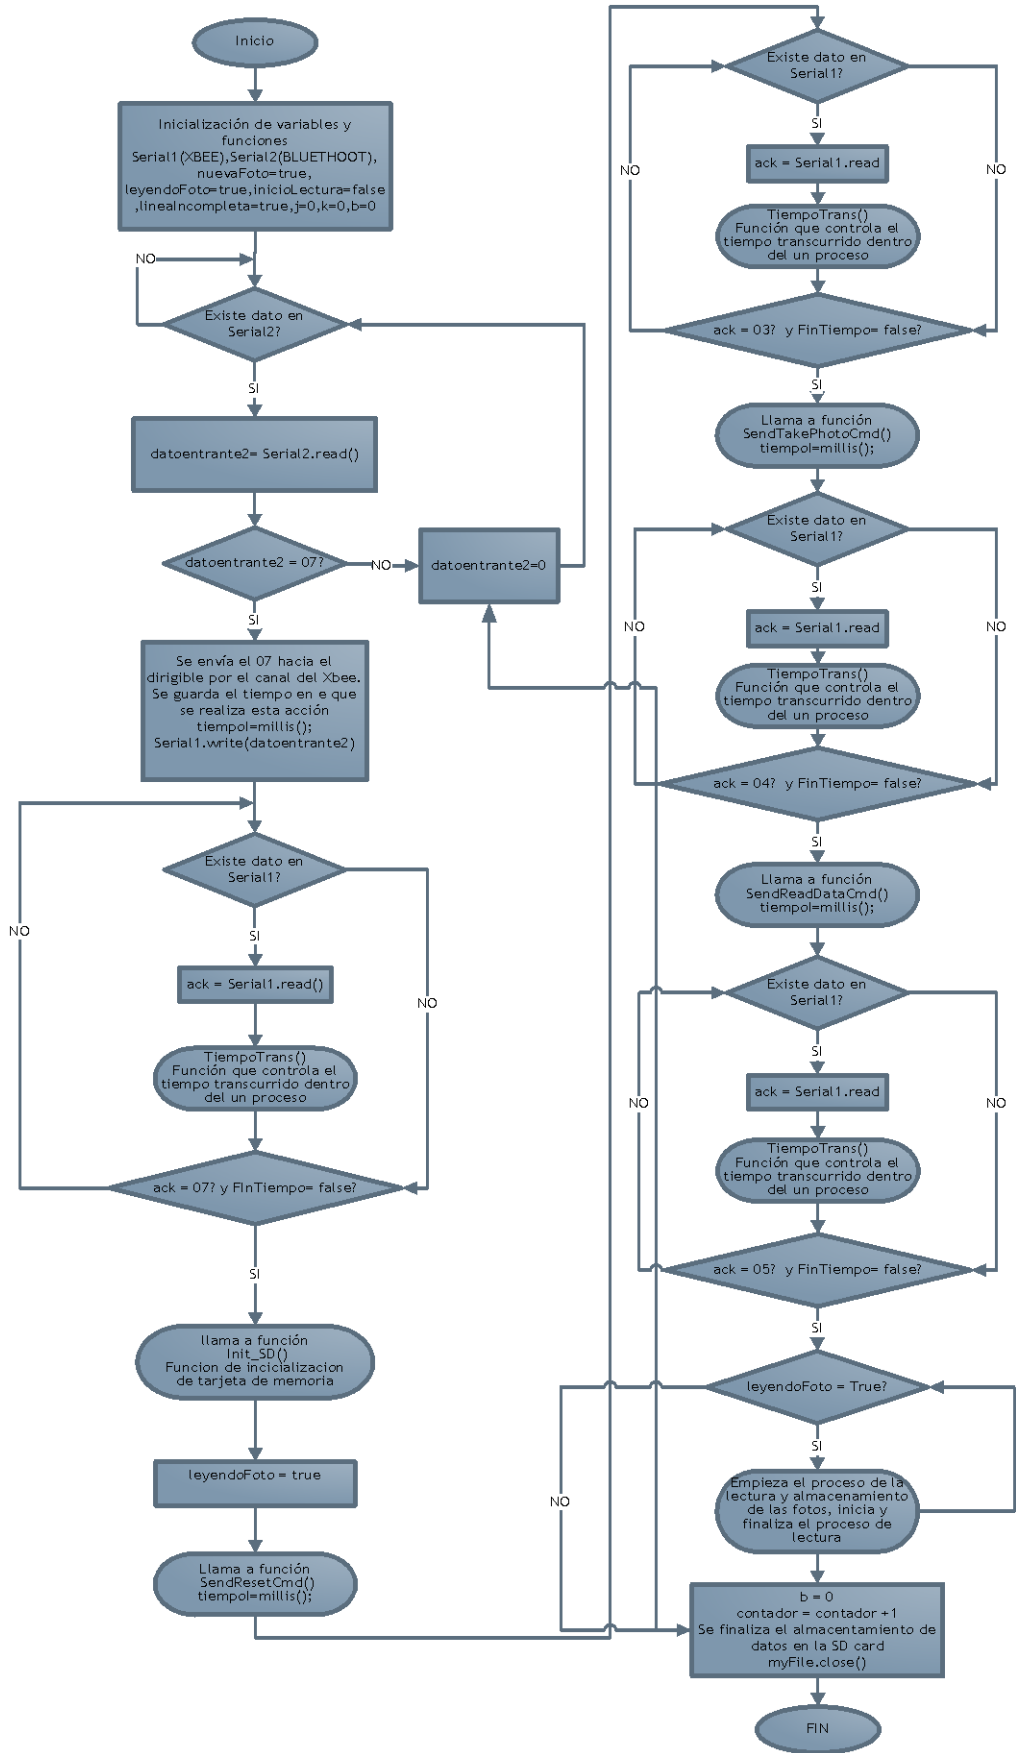 Inicio
Inicialización de variables y
funciones
Serial1(XBEE),Serial2(BLUETHOOT),
nuevaFoto=true,
leyendoFoto=true,inicioLectura=false
,lineaIncompleta=true,j=0,k=0,b=0
NO
Existe dato en
Serial2?
SI
datoentrante2= Serial2.read()
datoentrante2 = 07?
NO
datoentrante2=0
SI
Se envía el 07 hacia el
dirigible por el canal del Xbee.
Se guarda el tiempo en e que
se realiza esta acción
tiempoI=millis();
Serial1.write(datoentrante2)
Existe dato en
Serial1?
NO
SI
ack = Serial1.read()
NO
TiempoTrans()
Función que controla el
tiempo transcurrido dentro
del un proceso
ack = 07? y FInTiempo= false?
SI
llama a función
Init_SD()
Funcion de incicializacion
de tarjeta de memoria
leyendoFoto = true
Llama a función
SendResetCmd()
tiempoI=millis();
Existe dato en
Serial1?
SI
NO
ack = Serial1.read
NO
TiempoTrans()
Función que controla el
tiempo transcurrido dentro
del un proceso
ack = 03?  y FinTiempo= false?
SI
Llama a función
SendTakePhotoCmd()
tiempoI=millis();
Existe dato en
Serial1?
SI
NO
ack = Serial1.read
NO
TiempoTrans()
Función que controla el
tiempo transcurrido dentro
del un proceso
ack = 04?  y FinTiempo= false?
SI
Llama a función
SendReadDataCmd()
tiempoI=millis();
Existe dato en
Serial1?
SI
NO
ack = Serial1.read
NO
TiempoTrans()
Función que controla el
tiempo transcurrido dentro
del un proceso
ack = 05?  y FinTiempo= false?
SI
leyendoFoto = True?
SI
NO
Empieza el proceso de la
lectura y almacenamiento
de las fotos, inicia y
finaliza el proceso de
lectura
b = 0
contador = contador +1
Se finaliza el almacentamiento de
datos en la SD card
myFile.close()
FIN